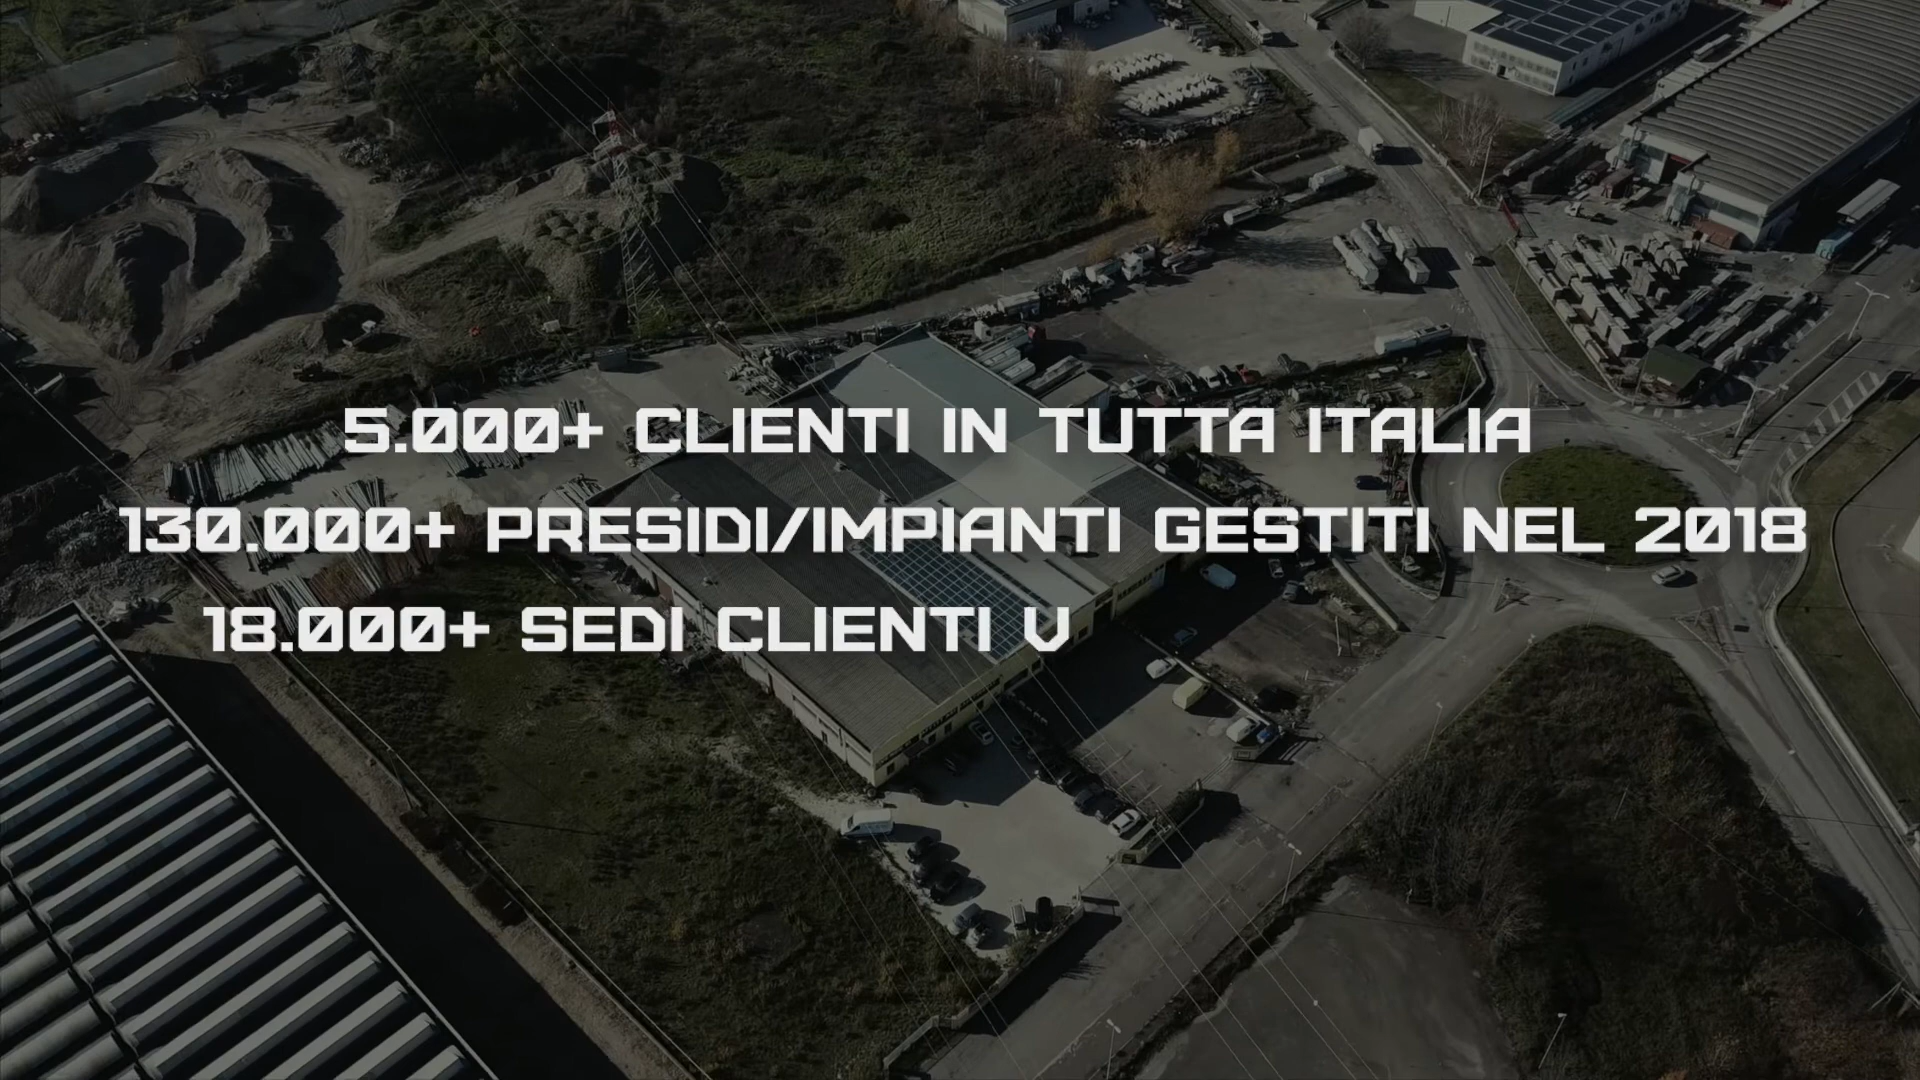 5.000+ CLIENTI IN TUTTA ITALIA
130.000+ PRESIDI/IMPIANTI GESTITI NEL 2018
18.000+ SEDI CLIENTI V